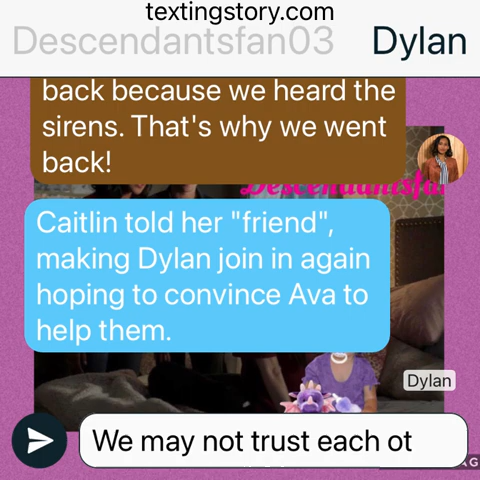 textingstory.com
Descendantsfan03 Dylan
back because we heard the
sirens. That's why we went
back!
Descendantsfa
Caitlin told her "friend",
making Dylan join in again
hoping to convince Ava to
help them.
Dylan
We may not trust each ot